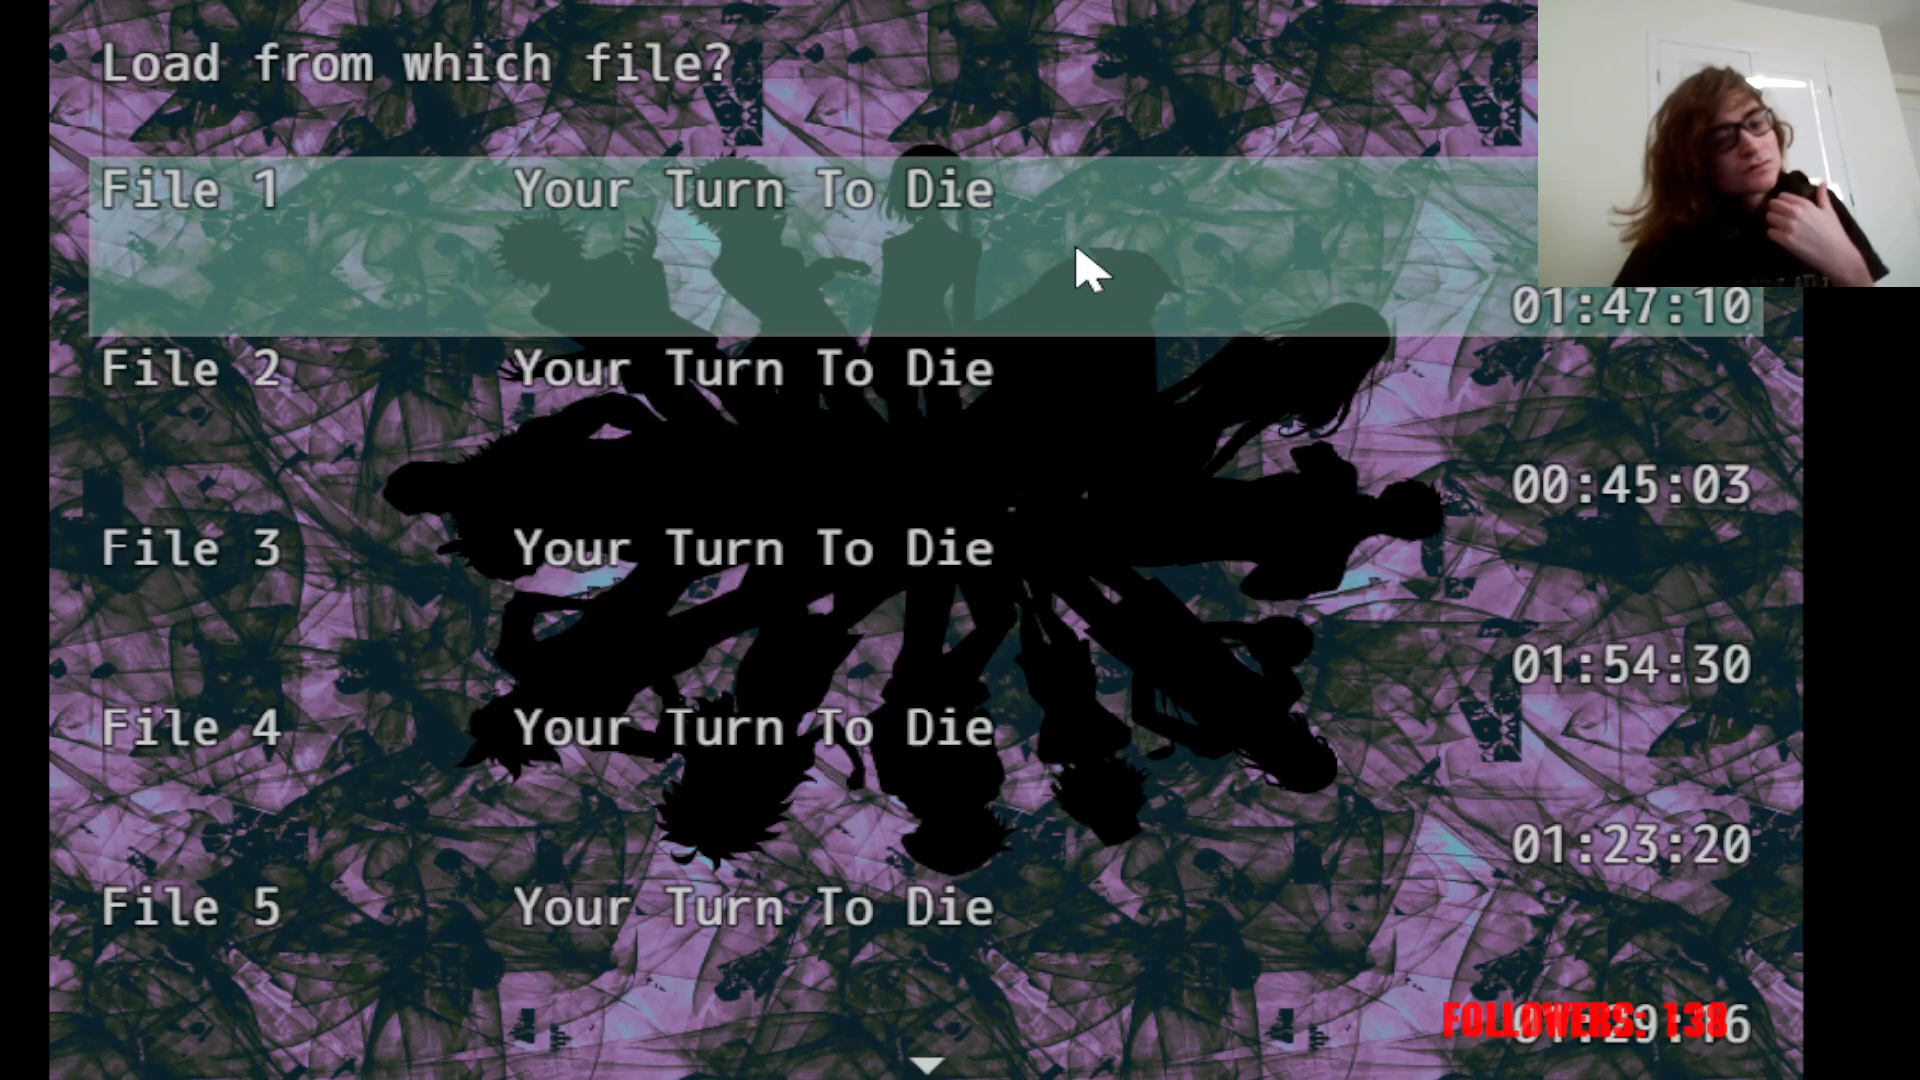 Load from which file?
File 1 Your Turn To Die
01:47:10
File 2 Your Turn To Die
00:45:03
File 3 Your Turn To Die
01:54:30
File 4 Your Turn To Die
01:23:20
File 5 Your Turn To Die
FOLLOWERS: 138